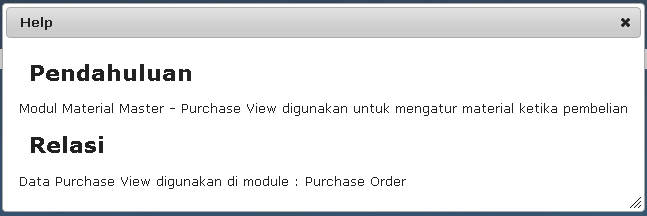 Help
Pendahuluan
Modul Material Master - Purchase View digunakan untuk mengatur material ketika pembelian
Relasi
Data Purchase View digunakan di module : Purchase Order